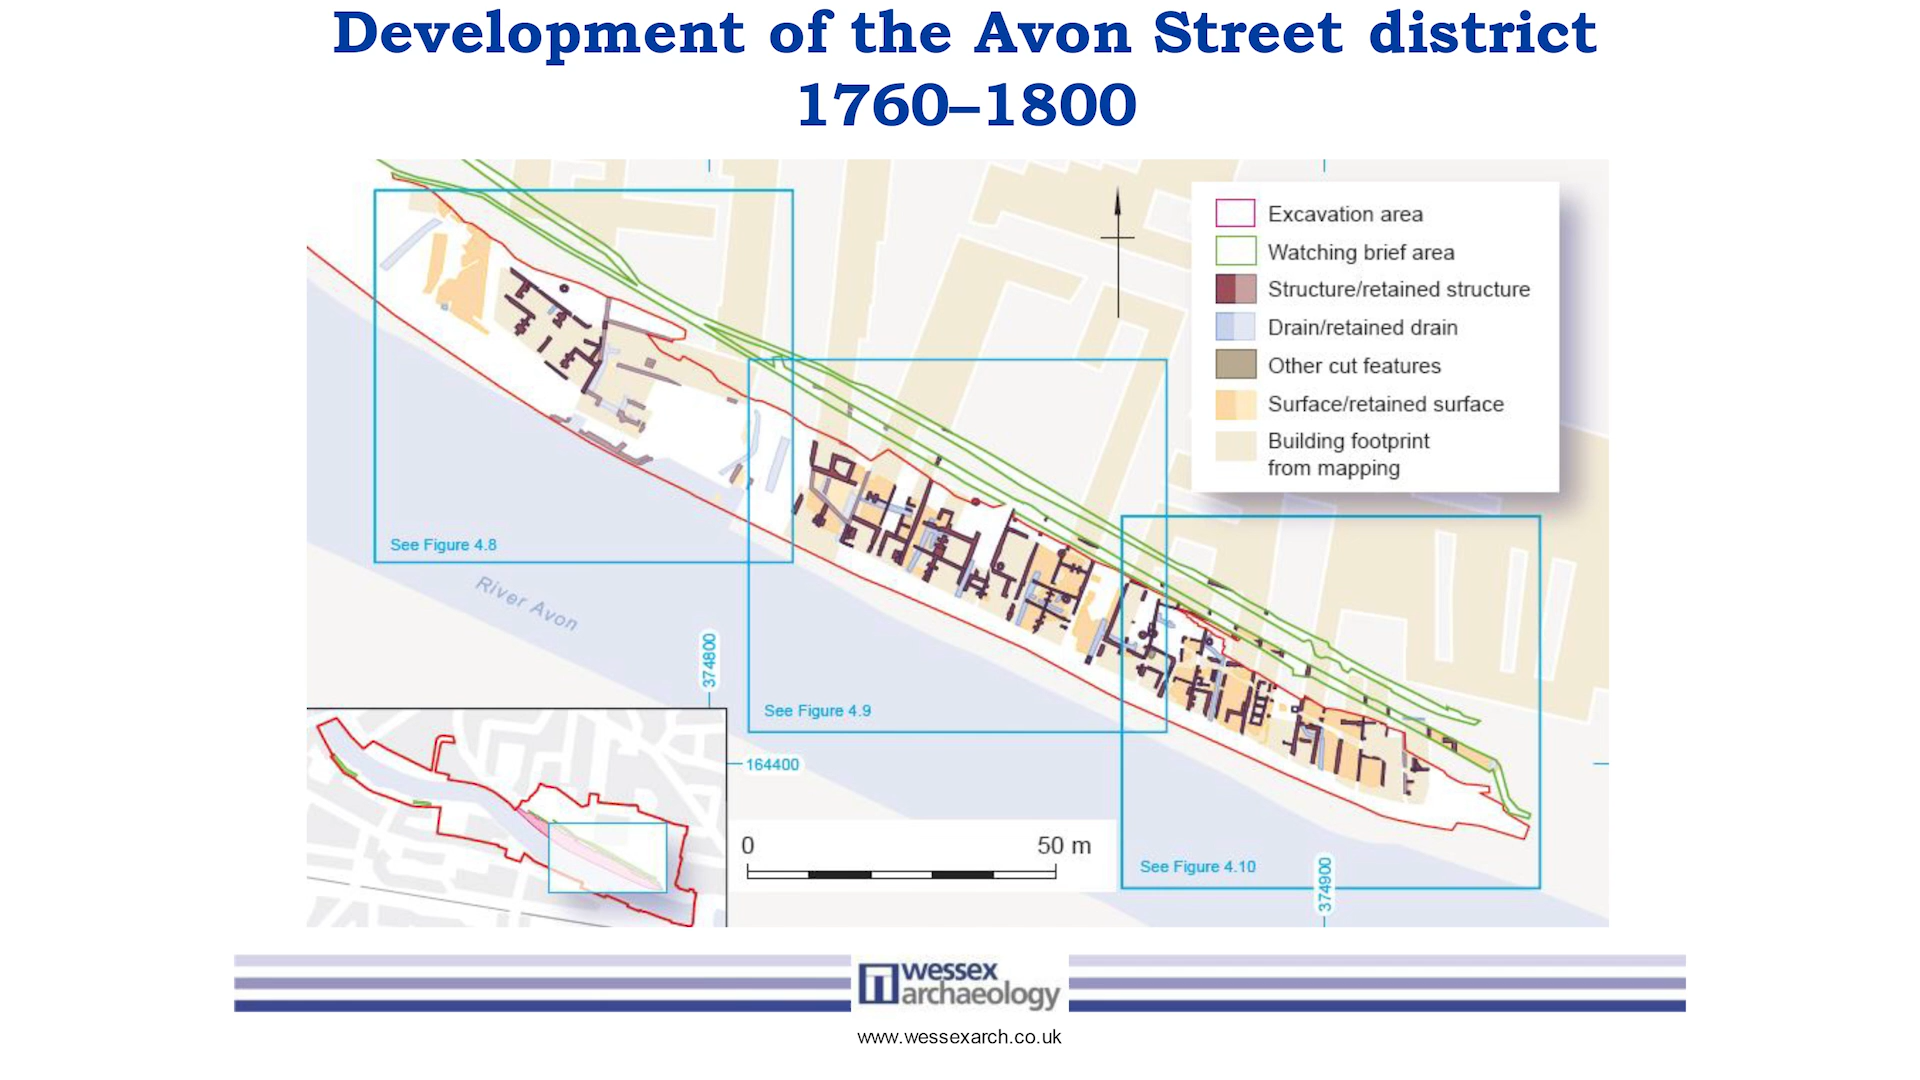 Development of the Avon Street district
1760–1800
Excavation area
Watching brief area
Structure/retained structure
Drain/retained drain
Other cut features
Surface/retained surface
Building footprint
from mapping
See Figure 4.8
River Avon
374800
See Figure 4.9
164400
0 50 m
See Figure 4.10
374900
wessex
archaeology
www.wessexarch.co.uk